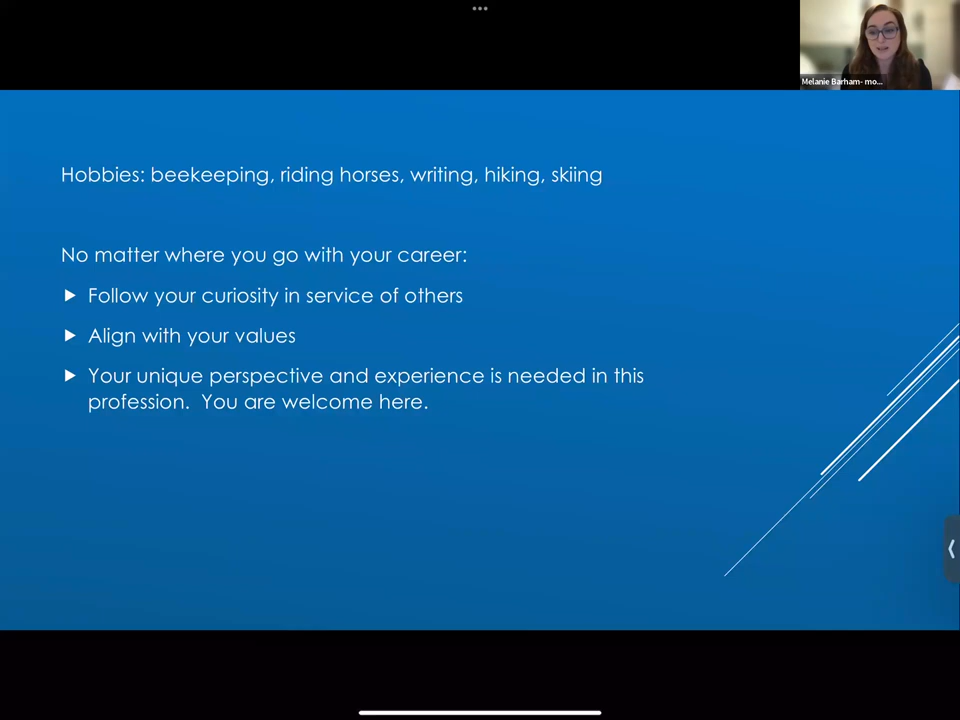 Melanie Barham- mo...
Hobbies: beekeeping, riding horses, writing, hiking, skiing
No matter where you go with your career:
Follow your curiosity in service of others
Align with your values
Your unique perspective and experience is needed in this
profession.  You are welcome here.